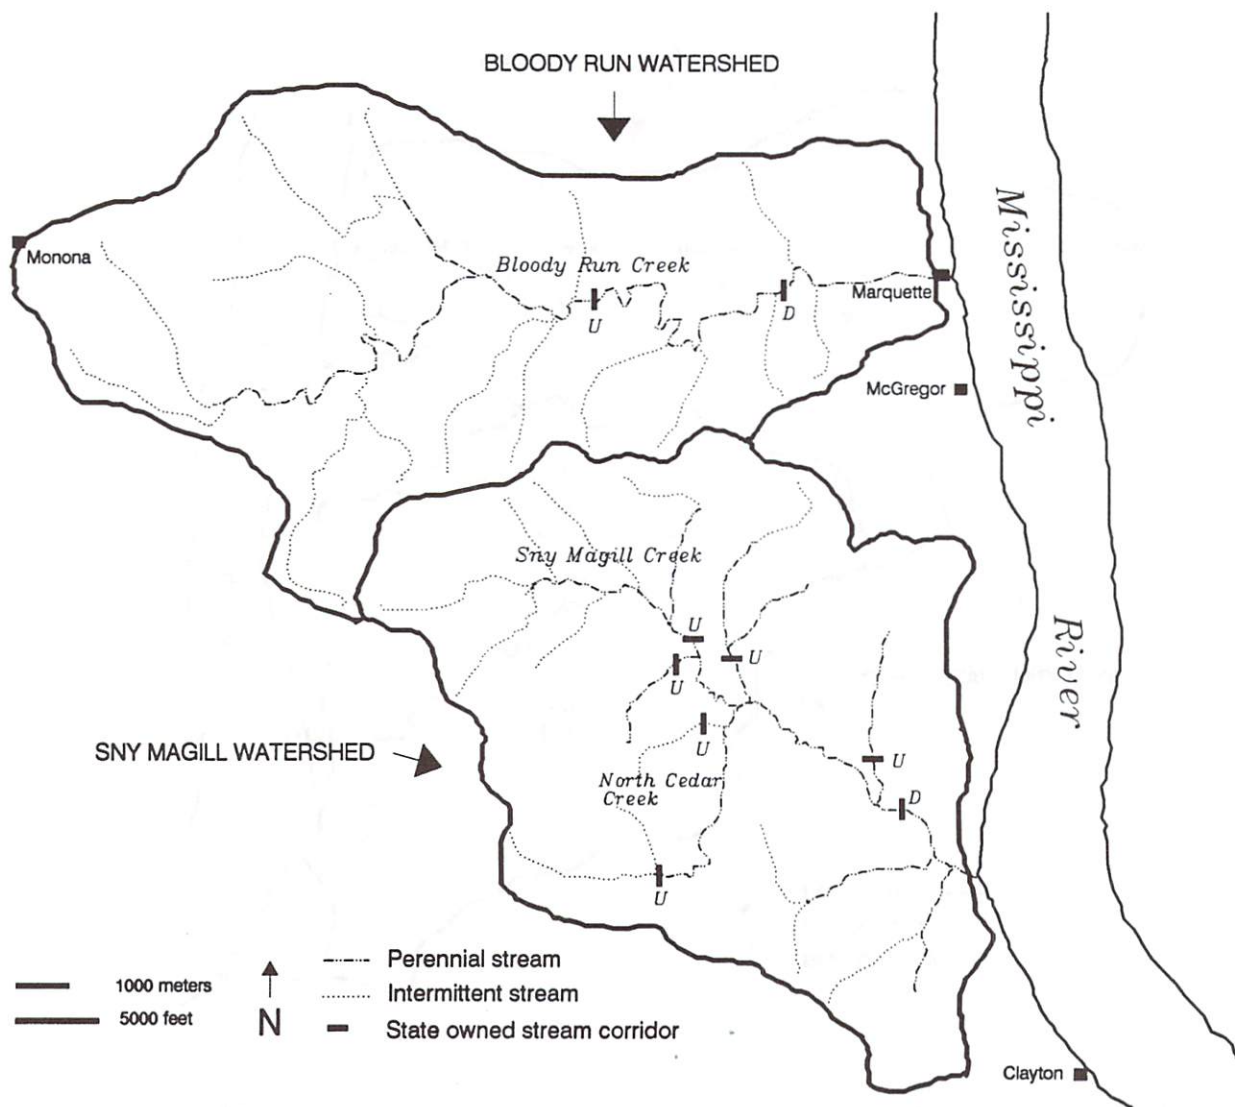 BLOODY RUN WATERSHED
Mississippi
River
Monona
Bloody Run Creek
U
D
Marquette
McGregor
Sny Magill Creek
U
U
U
U
SNY MAGILL WATERSHED
North Cedar
Creek
U
D
U
1000 meters
5000 feet
N
Perennial stream
Intermittent stream
State owned stream corridor
Clayton